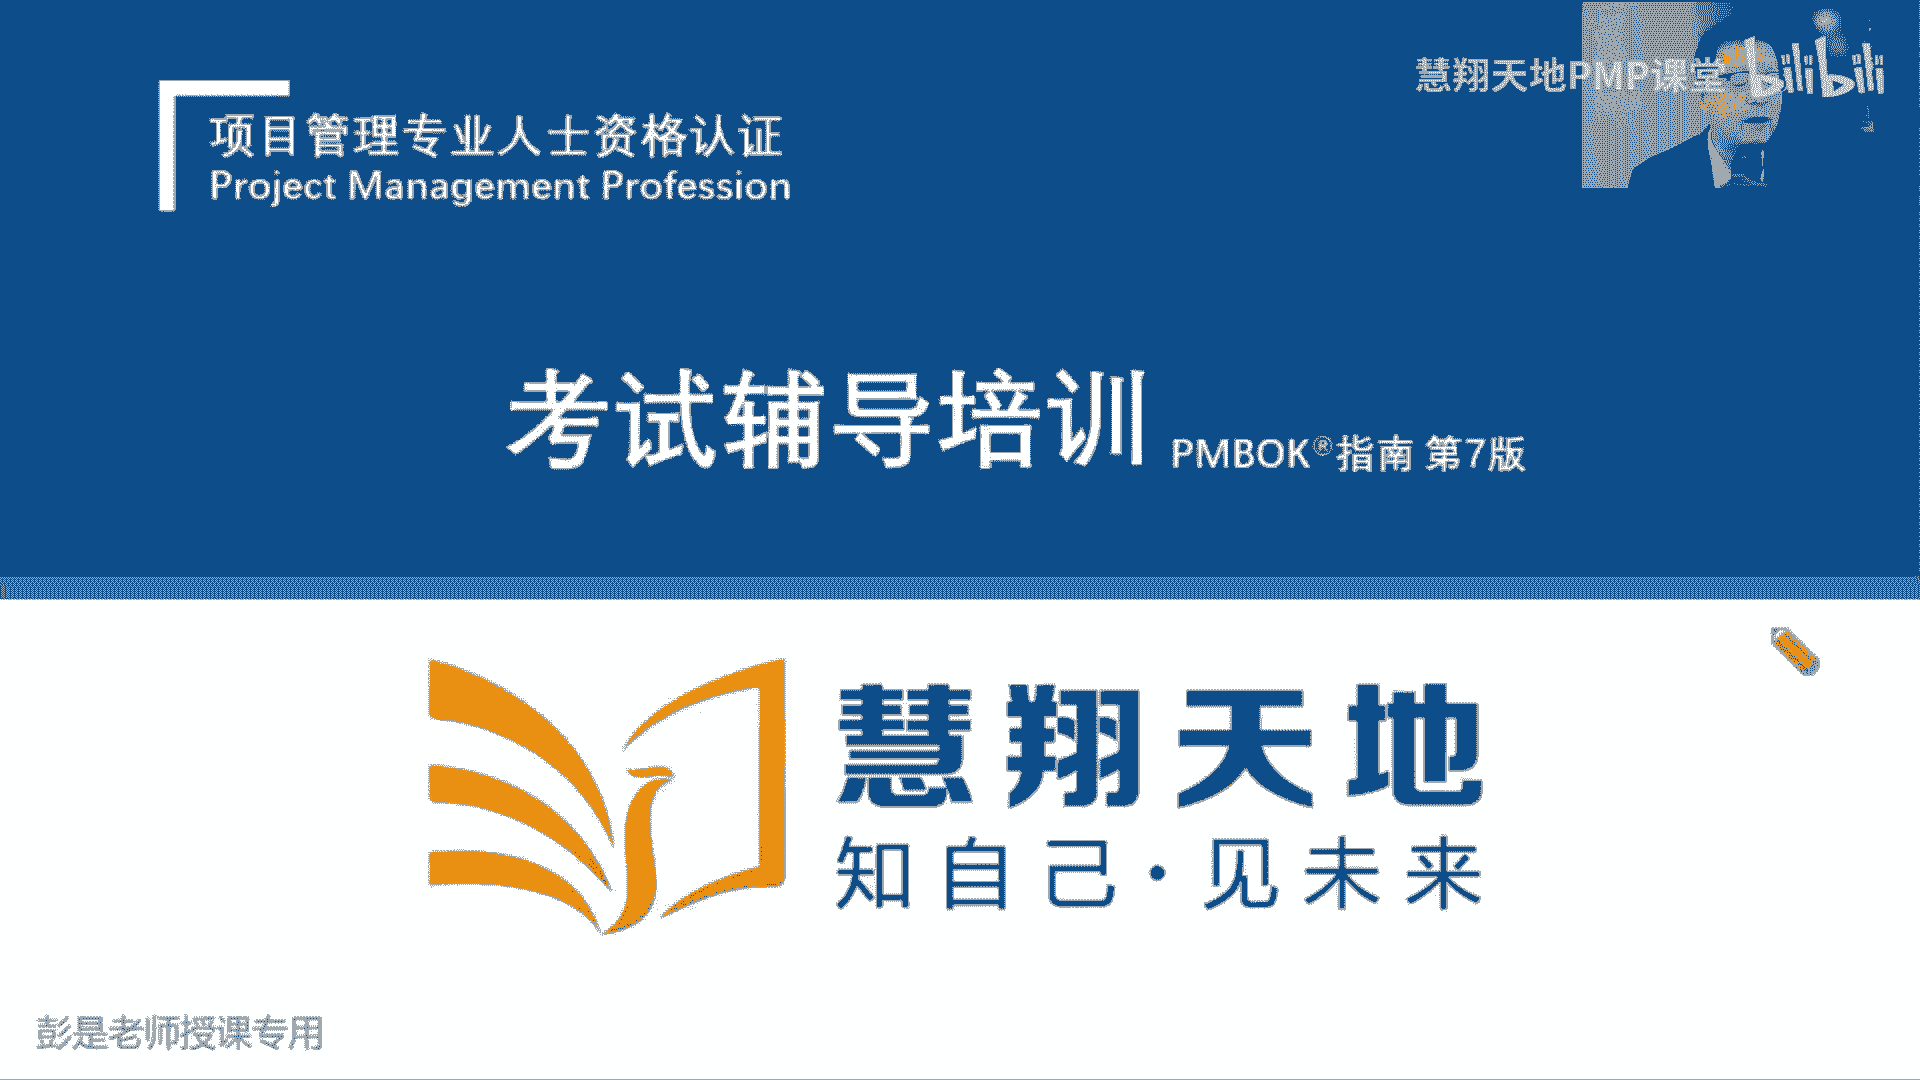 慧翔天地PMP课堂 bilibili
项目管理专业人士资格认证
Project Management Profession
考试辅导培训 PMBOK®指南 第7版
慧翔天地
知自己·见未来
彭是老师授课专用